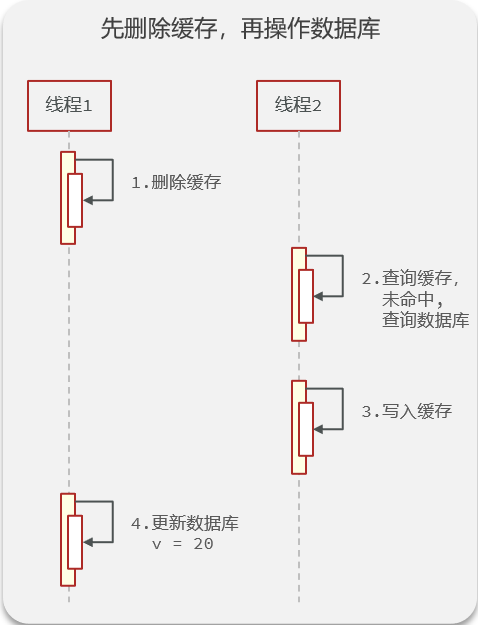 先删除缓存，再操作数据库
线程1
线程2
1.删除缓存
2.查询缓存，
未命中，
查询数据库
3.写入缓存
4.更新数据库
v = 20